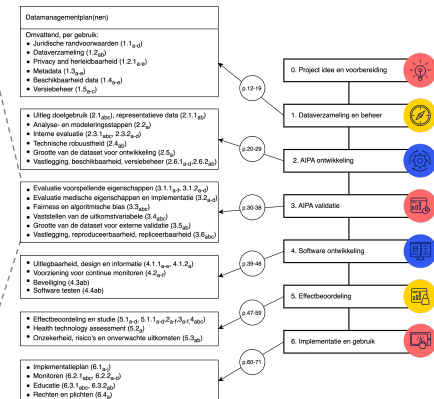 Datamanagementplan(nen)
Omvattend, per gebruik:
• Juridische randvoorwaarden (1.1a-d)
• Dataverzameling (1.2ab)
• Privacy and herleidbaarheid (1.2.1a-e)
• Metadata (1.3a-e)
• Beschikbaarheid data (1.4a-e)
• Versiebeheer (1.5a-c)
• Uitleg doelgebruik (2.1abc), representatieve data (2.1.1ab)
• Analyse- en modeleringsstappen (2.2a)
• Interne evaluatie (2.3.1abc, 2.3.2a-d)
• Technische robuustheid (2.4ab)
• Grootte van de dataset voor ontwikkeling (2.5a)
• Vastlegging, beschikbaarheid, versiebeheer (2.6.1a-d,2.6.2ab)
• Evaluatie voorspellende eigenschappen (3.1.1a-f, 3.1.2a-d)
• Evaluatie medische eigenschappen en implementatie (3.2a-d)
• Fairness en algoritmische bias (3.3abc)
• Vaststellen van de uitkomstvariabele (3.4abc)
• Grootte van de dataset voor externe validatie (3.5ab)
• Vastlegging, reproduceerbaarheid, repliceerbaarheid (3.6abc)
• Uitlegbaarheid, design en informatie (4.1.1a-e, 4.1.2a)
• Voorziening voor continue monitoren (4.2a-f)
• Beveiliging (4.3ab)
• Software testen (4.4ab)
• Effectbeoordeling en studie (5.1a-d, 5.1.1a-d,2a-f,3a-f,4abc)
• Health technology assessment (5.2a)
• Onzekerheid, risico's en onverwachte uitkomsten (5.3ab)
• Implementatieplan (6.1a-j)
• Monitoren (6.2.1abc, 6.2.2a-d)
• Educatie (6.3.1abc, 6.3.2ab)
• Rechten en plichten (6.4a)
p.12-19
p.20-29
p.30-38
p.39-46
p.47-59
p.60-71
0. Project idee en voorbereiding
1. Dataverzameling en beheer
2. AIPA ontwikkeling
3. AIPA validatie
4. Software ontwikkeling
5. Effectbeoordeling
6. Implementatie en gebruik